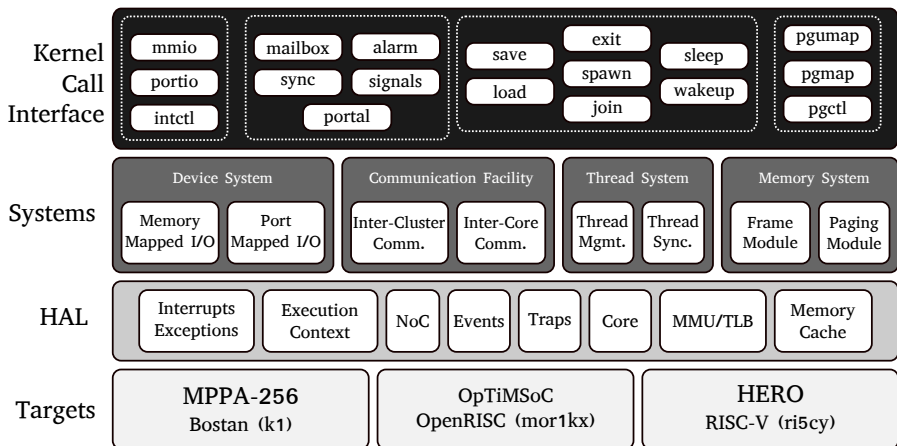 Kernel
Call
Interface
mmio
portio
intctl
mailbox
alarm
sync
signals
portal
save
load
exit
spawn
join
sleep
wakeup
pgumap
pgmap
pgctl
Systems
Device System
Memory
Mapped I/O
Port
Mapped I/O
Communication Facility
Inter-Cluster
Comm.
Inter-Core
Comm.
Thread System
Thread
Mgmt.
Thread
Sync.
Memory System
Frame
Module
Paging
Module
HAL
Interrupts
Exceptions
Execution
Context
NoC
Events
Traps
Core
MMU/TLB
Memory
Cache
Targets
MPPA-256
Bostan (k1)
OpTiMSoC
OpenRISC (mor1kx)
HERO
RISC-V (ri5cy)